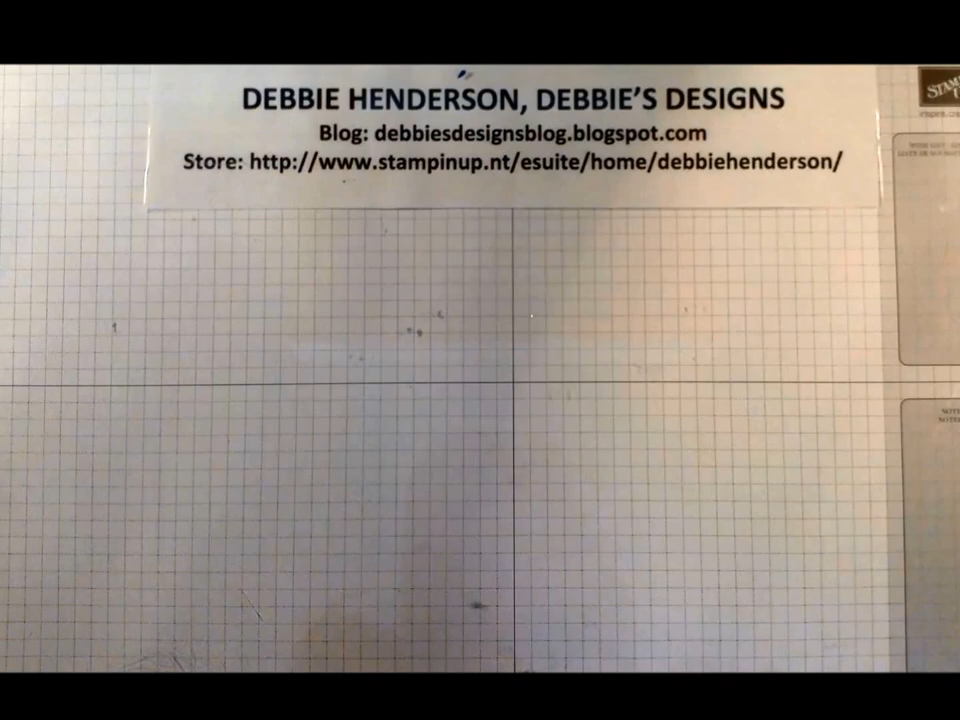 DEBBIE HENDERSON, DEBBIE'S DESIGNS
Blog: debbiesdesignsblog.blogspot.com
Store: http://www.stampinup.nt/esuite/home/debbiehenderson/